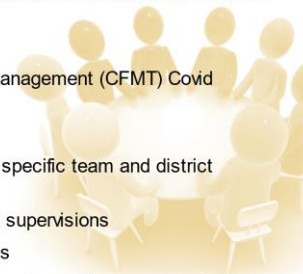 anagement (CFMT) Covid
specific team and district
supervisions
s